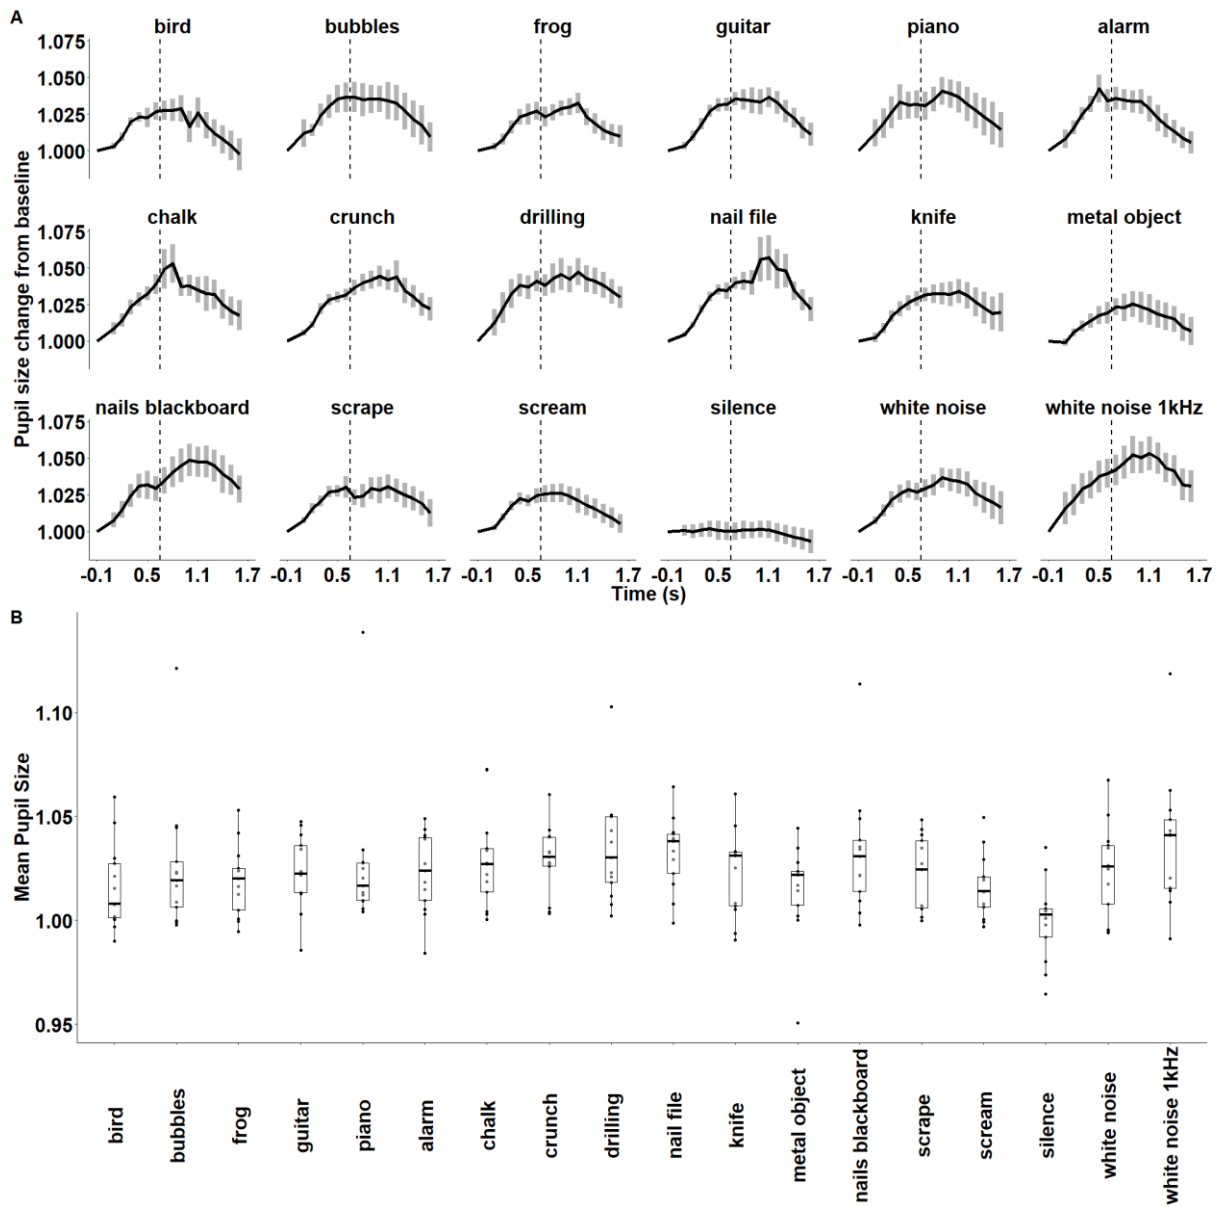 A
bird bubbles frog guitar piano alarm
1.075
1.050
1.025
1.000
chalk crunch drilling nail file knife metal object
1.075
1.050
1.025
1.000
nails blackboard scrape scream silence white noise white noise 1kHz
1.075
1.050
1.025
1.000
Pupil size change from baseline
-0.1 0.5 1.1 1.7 -0.1 0.5 1.1 1.7 -0.1 0.5 1.1 1.7 -0.1 0.5 1.1 1.7 -0.1 0.5 1.1 1.7 -0.1 0.5 1.1 1.7
Time (s)
B
1.10
1.05
1.00
0.95
Mean Pupil Size
bird
bubbles
frog
guitar
piano
alarm
chalk
crunch
drilling
nail file
knife
metal object
nails blackboard
scrape
scream
silence
white noise
white noise 1kHz